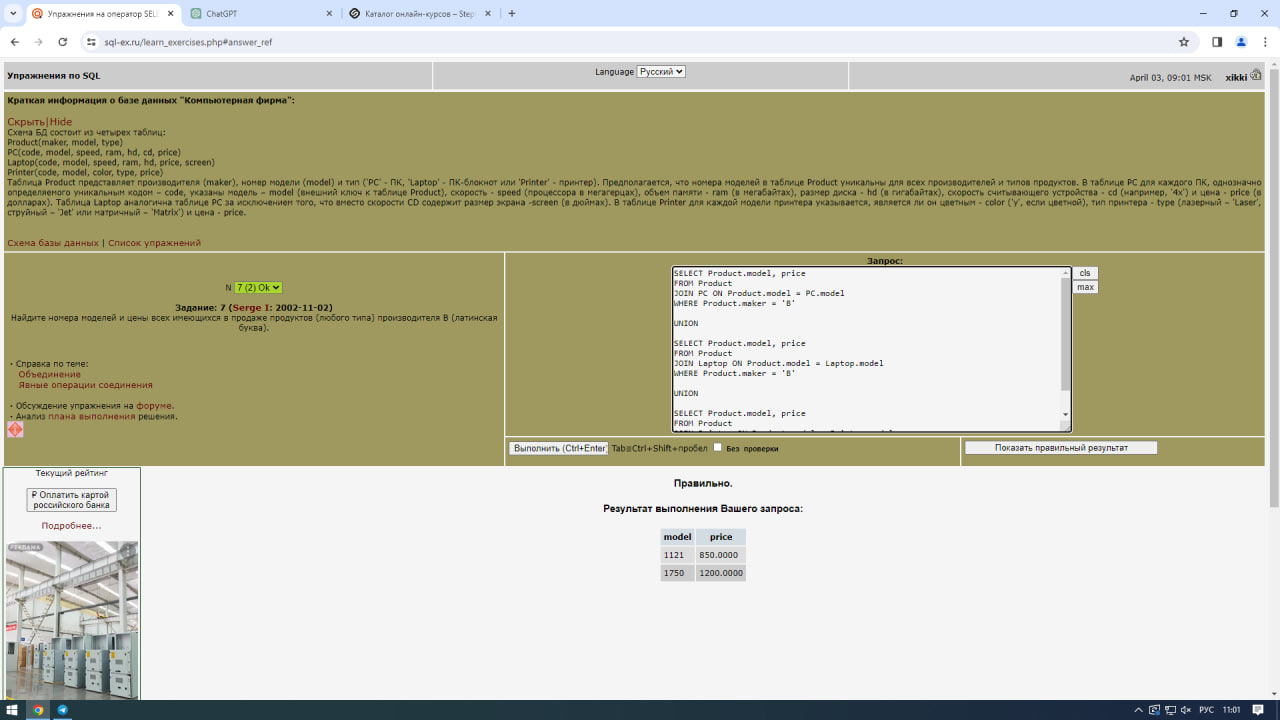 Упражнения на оператор SELE
ChatGPT
Каталог онлайн-курсов – Step
sql-ex.ru/learn_exercises.php#answer_ref
Упражнения по SQL
Language Русский
April 03, 09:01 MSK xikki
Краткая информация о базе данных "Компьютерная фирма":
Скрыть|Hide
Схема БД состоит из четырех таблиц:
Product(maker, model, type)
PC(code, model, speed, ram, hd, cd, price)
Laptop(code, model, speed, ram, hd, price, screen)
Printer(code, model, color, type, price)
Таблица Product представляет производителя (maker), номер модели (model) и тип ('PC' - ПК, 'Laptop' - ПК-блокнот или 'Printer' - принтер). Предполагается, что номера моделей в таблице Product уникальны для всех производителей и типов продуктов. В таблице PC для каждого ПК, однозначно
определяемого уникальным кодом – code, указаны модель – model (внешний ключ к таблице Product), скорость - speed (процессора в мегагерцах), объем памяти - ram (в мегабайтах), размер диска - hd (в гигабайтах), скорость считывающего устройства - cd (например, '4x') и цена - price (в
долларах). Таблица Laptop аналогична таблице PC за исключением того, что вместо скорости CD содержит размер экрана -screen (в дюймах). В таблице Printer для каждой модели принтера указывается, является ли он цветным - color ('y', если цветной), тип принтера - type (лазерный – 'Laser',
струйный – 'Jet' или матричный – 'Matrix') и цена - price.
Схема базы данных | Список упражнений
N 7 (2) Ok
Задание: 7 (Serge I: 2002-11-02)
Найдите номера моделей и цены всех имеющихся в продаже продуктов (любого типа) производителя B (латинская
буква).
• Справка по теме:
Объединение
Явные операции соединения
• Обсуждение упражнения на форуме.
• Анализ плана выполнения решения.
Запрос:
SELECT Product.model, price
FROM Product
JOIN PC ON Product.model = PC.model
WHERE Product.maker = 'B'
UNION
SELECT Product.model, price
FROM Product
JOIN Laptop ON Product.model = Laptop.model
WHERE Product.maker = 'B'
UNION
SELECT Product.model, price
FROM Product
cls
max
Выполнить (Ctrl+Enter) Tab≡Ctrl+Shift+пробел Без проверки
Показать правильный результат
Текущий рейтинг
₽ Оплатить картой
российского банка
Подробнее...
РЕКЛАМА
Правильно.
Результат выполнения Вашего запроса:
model price
1121 850.0000
1750 1200.0000
РУС 11:01